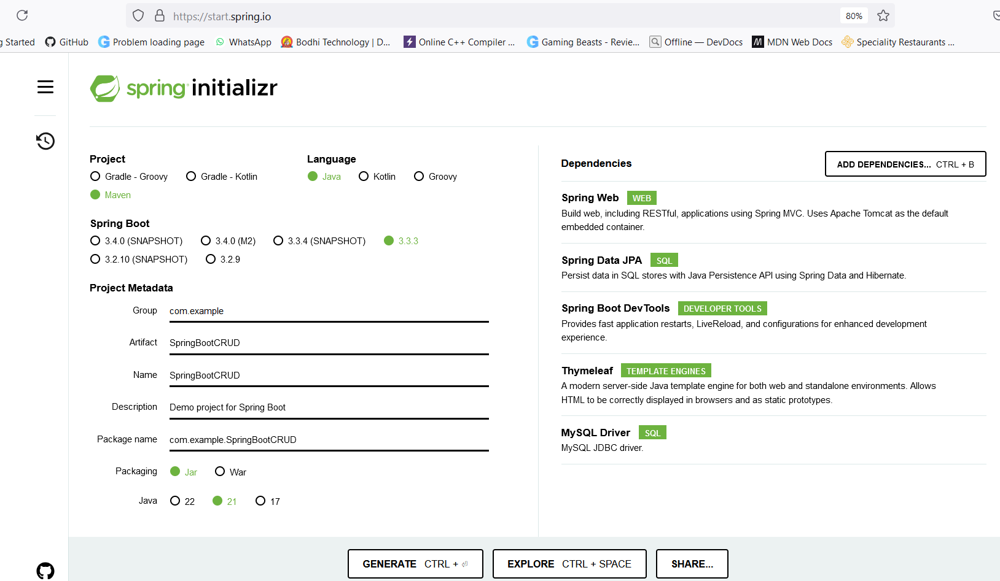 https://start.spring.io
80%
g Started
GitHub
Problem loading page
WhatsApp
Bodhi Technology | D...
Online C++ Compiler ...
Gaming Beasts - Revie...
Offline — DevDocs
MDN Web Docs
Speciality Restaurants ...
spring initializr
Project
Gradle - Groovy
Gradle - Kotlin
Maven
Language
Java
Kotlin
Groovy
Spring Boot
3.4.0 (SNAPSHOT)
3.4.0 (M2)
3.3.4 (SNAPSHOT)
3.3.3
3.2.10 (SNAPSHOT)
3.2.9
Project Metadata
Group com.example
Artifact SpringBootCRUD
Name SpringBootCRUD
Description Demo project for Spring Boot
Package name com.example.SpringBootCRUD
Packaging Jar War
Java 22 21 17
Dependencies
ADD DEPENDENCIES... CTRL + B
Spring Web WEB
Build web, including RESTful, applications using Spring MVC. Uses Apache Tomcat as the default
embedded container.
Spring Data JPA SQL
Persist data in SQL stores with Java Persistence API using Spring Data and Hibernate.
Spring Boot DevTools DEVELOPER TOOLS
Provides fast application restarts, LiveReload, and configurations for enhanced development
experience.
Thymeleaf TEMPLATE ENGINES
A modern server-side Java template engine for both web and standalone environments. Allows
HTML to be correctly displayed in browsers and as static prototypes.
MySQL Driver SQL
MySQL JDBC driver.
GENERATE CTRL + ⏎
EXPLORE CTRL + SPACE
SHARE...